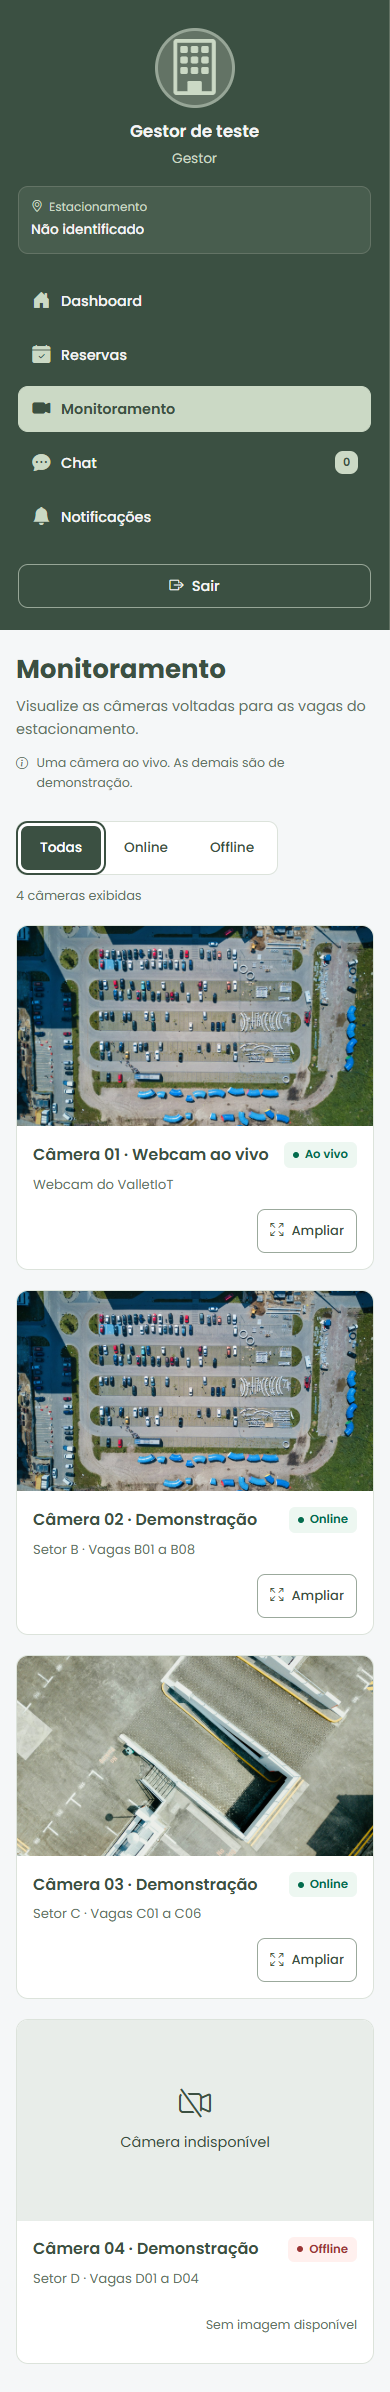 Gestor de teste
Gestor
Estacionamento
Não identificado
Dashboard
Reservas
Monitoramento
Chat 0
Notificações
Sair
Monitoramento
Visualize as câmeras voltadas para as vagas do
estacionamento.
Uma câmera ao vivo. As demais são de
demonstração.
Todas Online Offline
4 câmeras exibidas
Câmera 01 · Webcam ao vivo Ao vivo
Webcam do ValletIoT
Ampliar
Câmera 02 · Demonstração Online
Setor B · Vagas B01 a B08
Ampliar
Câmera 03 · Demonstração Online
Setor C · Vagas C01 a C06
Ampliar
Câmera indisponível
Câmera 04 · Demonstração Offline
Setor D · Vagas D01 a D04
Sem imagem disponível